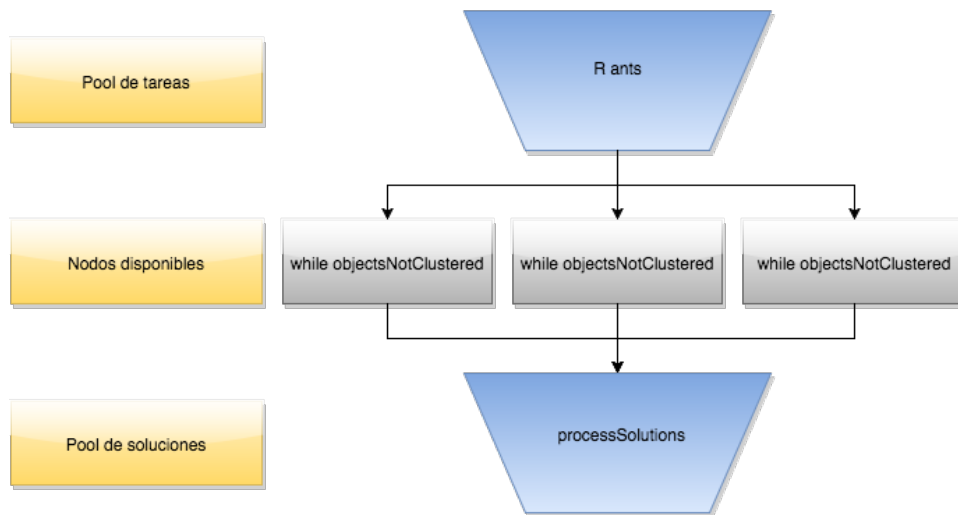 Pool de tareas
R ants
Nodos disponibles
while objectsNotClustered
while objectsNotClustered
while objectsNotClustered
Pool de soluciones
processSolutions